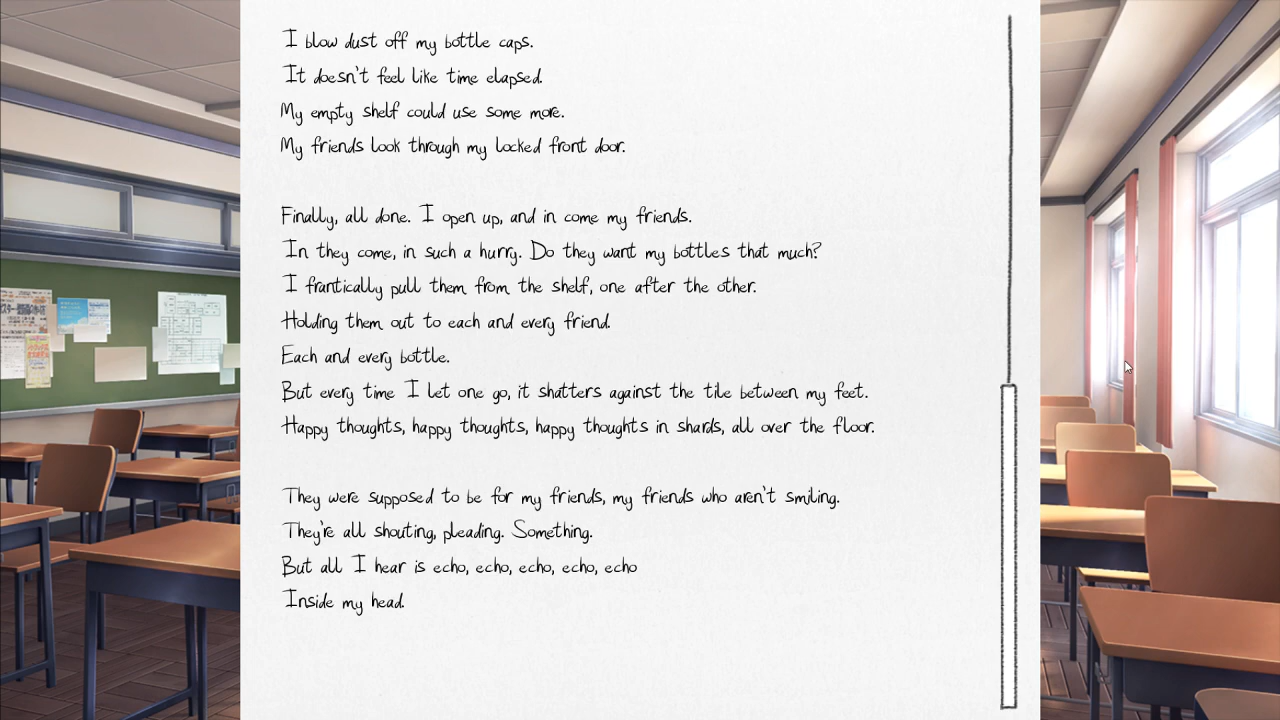 I blow dust off my bottle caps.
It doesn't feel like time elapsed.
My empty shelf could use some more.
My friends look through my locked front door.
Finally, all done. I open up, and in come my friends.
In they come, in such a hurry. Do they want my bottles that much?
I frantically pull them from the shelf, one after the other.
Holding them out to each and every friend.
Each and every bottle.
But every time I let one go, it shatters against the tile between my feet.
Happy thoughts, happy thoughts, happy thoughts in shards, all over the floor.
They were supposed to be for my friends, my friends who aren't smiling.
They're all shouting, pleading. Something.
But all I hear is echo, echo, echo, echo, echo
Inside my head.